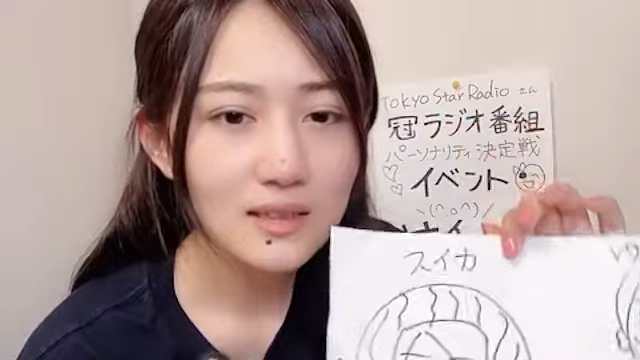 TOKYO Star Radio さん
冠ラジオ番組
パーソナリティ決定戦
イベント
\(^o^)/
スイカ